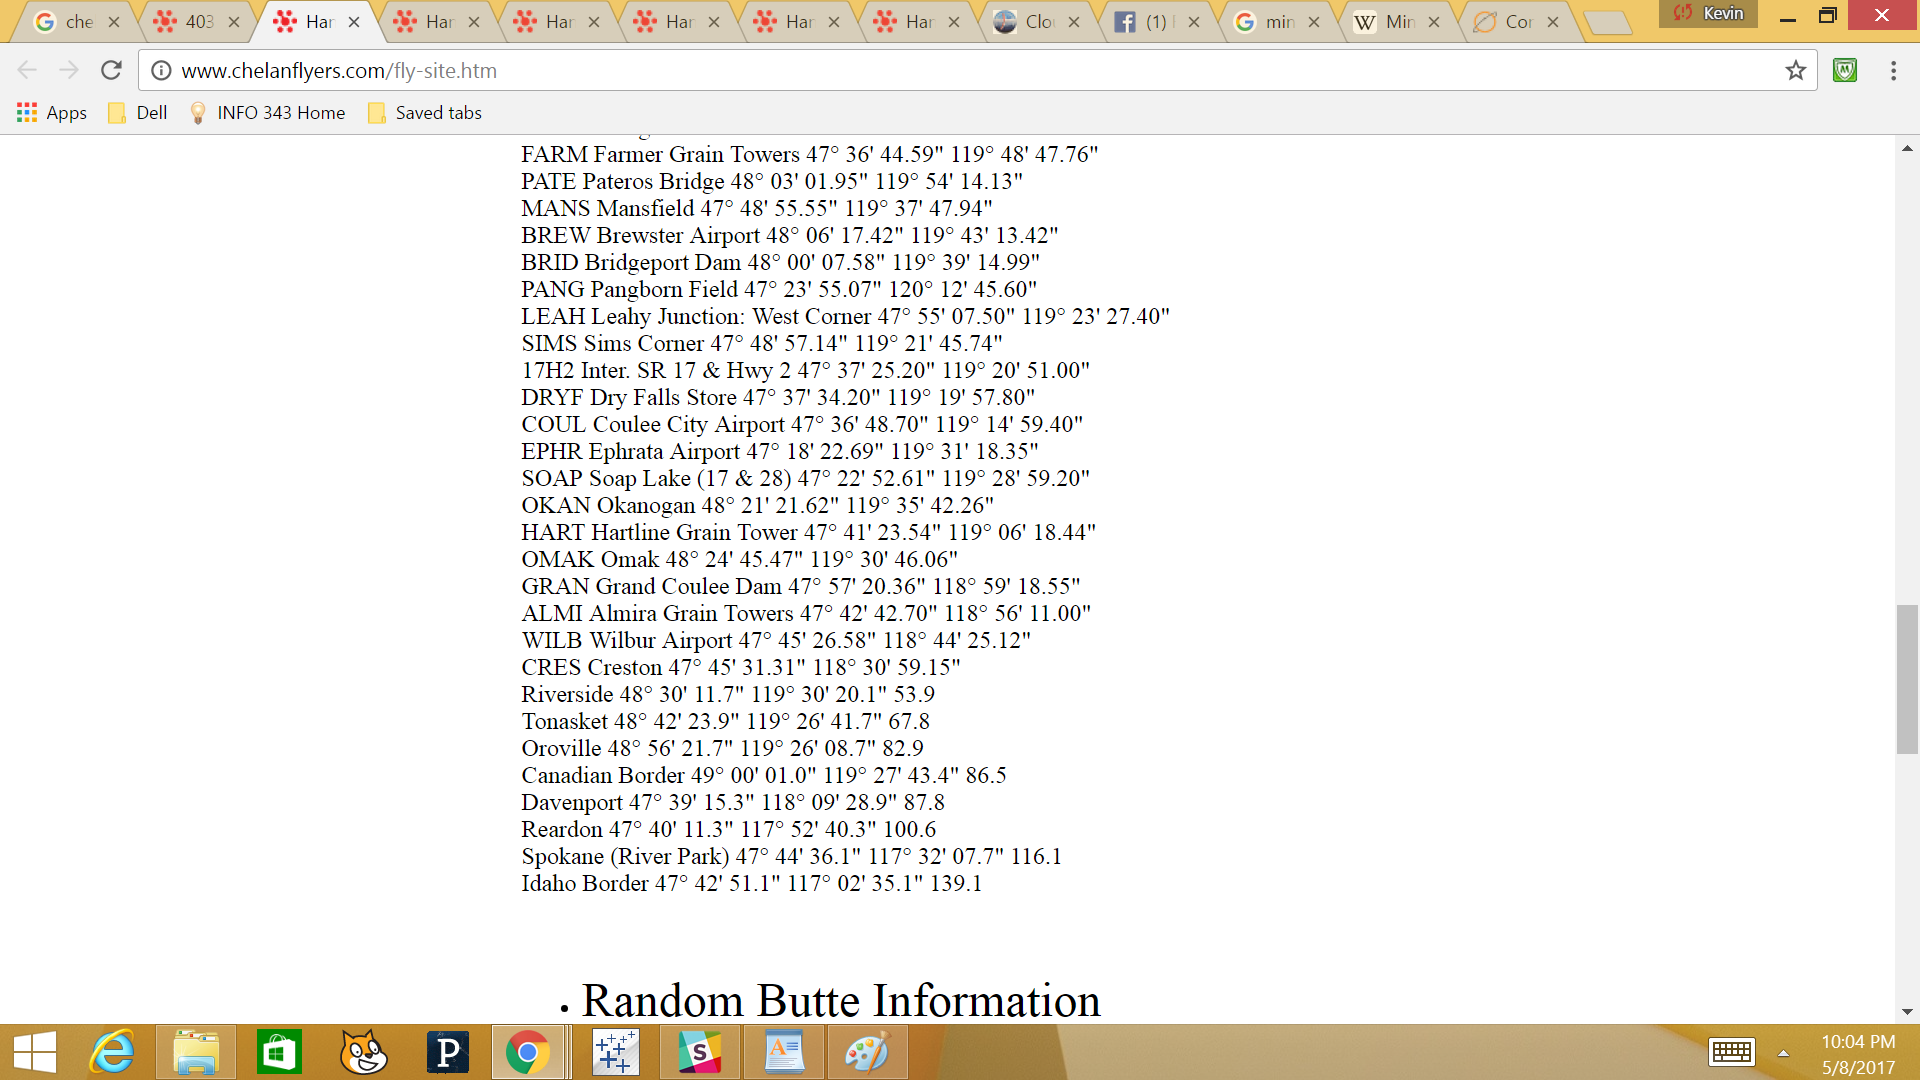 che
403
Har
Har
Har
Har
Har
Har
Clo
(1)
min
Min
Cor
Kevin
www.chelanflyers.com/fly-site.htm
Apps
Dell
INFO 343 Home
Saved tabs
FARM Farmer Grain Towers 47° 36' 44.59" 119° 48' 47.76"
PATE Pateros Bridge 48° 03' 01.95" 119° 54' 14.13"
MANS Mansfield 47° 48' 55.55" 119° 37' 47.94"
BREW Brewster Airport 48° 06' 17.42" 119° 43' 13.42"
BRID Bridgeport Dam 48° 00' 07.58" 119° 39' 14.99"
PANG Pangborn Field 47° 23' 55.07" 120° 12' 45.60"
LEAH Leahy Junction: West Corner 47° 55' 07.50" 119° 23' 27.40"
SIMS Sims Corner 47° 48' 57.14" 119° 21' 45.74"
17H2 Inter. SR 17 & Hwy 2 47° 37' 25.20" 119° 20' 51.00"
DRYF Dry Falls Store 47° 37' 34.20" 119° 19' 57.80"
COUL Coulee City Airport 47° 36' 48.70" 119° 14' 59.40"
EPHR Ephrata Airport 47° 18' 22.69" 119° 31' 18.35"
SOAP Soap Lake (17 & 28) 47° 22' 52.61" 119° 28' 59.20"
OKAN Okanogan 48° 21' 21.62" 119° 35' 42.26"
HART Hartline Grain Tower 47° 41' 23.54" 119° 06' 18.44"
OMAK Omak 48° 24' 45.47" 119° 30' 46.06"
GRAN Grand Coulee Dam 47° 57' 20.36" 118° 59' 18.55"
ALMI Almira Grain Towers 47° 42' 42.70" 118° 56' 11.00"
WILB Wilbur Airport 47° 45' 26.58" 118° 44' 25.12"
CRES Creston 47° 45' 31.31" 118° 30' 59.15"
Riverside 48° 30' 11.7" 119° 30' 20.1" 53.9
Tonasket 48° 42' 23.9" 119° 26' 41.7" 67.8
Oroville 48° 56' 21.7" 119° 26' 08.7" 82.9
Canadian Border 49° 00' 01.0" 119° 27' 43.4" 86.5
Davenport 47° 39' 15.3" 118° 09' 28.9" 87.8
Reardon 47° 40' 11.3" 117° 52' 40.3" 100.6
Spokane (River Park) 47° 44' 36.1" 117° 32' 07.7" 116.1
Idaho Border 47° 42' 51.1" 117° 02' 35.1" 139.1
• Random Butte Information
10:04 PM
5/8/2017